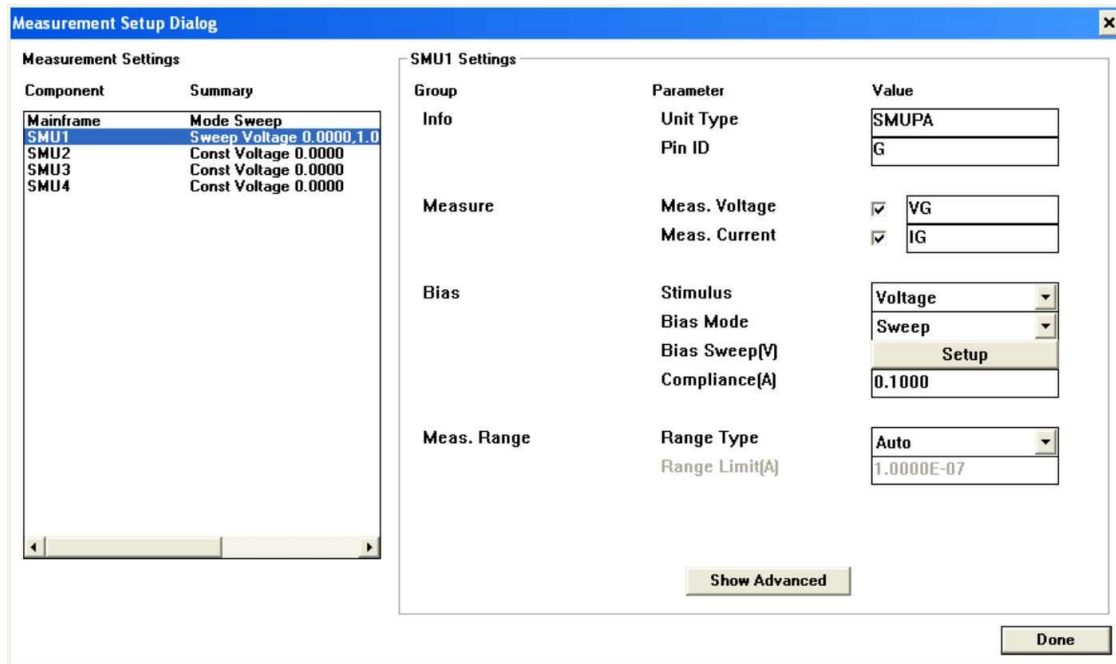 Measurement Setup Dialog
Measurement Settings
Component Summary
Mainframe Mode Sweep
SMU1 Sweep Voltage 0.0000,1.0
SMU2 Const Voltage 0.0000
SMU3 Const Voltage 0.0000
SMU4 Const Voltage 0.0000
SMU1 Settings
Group Parameter Value
Info Unit Type SMUPA
Pin ID G
Measure Meas. Voltage VG
Meas. Current IG
Bias Stimulus Voltage
Bias Mode Sweep
Bias Sweep(V) Setup
Compliance(A) 0.1000
Meas. Range Range Type Auto
Range Limit(A) 1.0000E-07
Show Advanced
Done